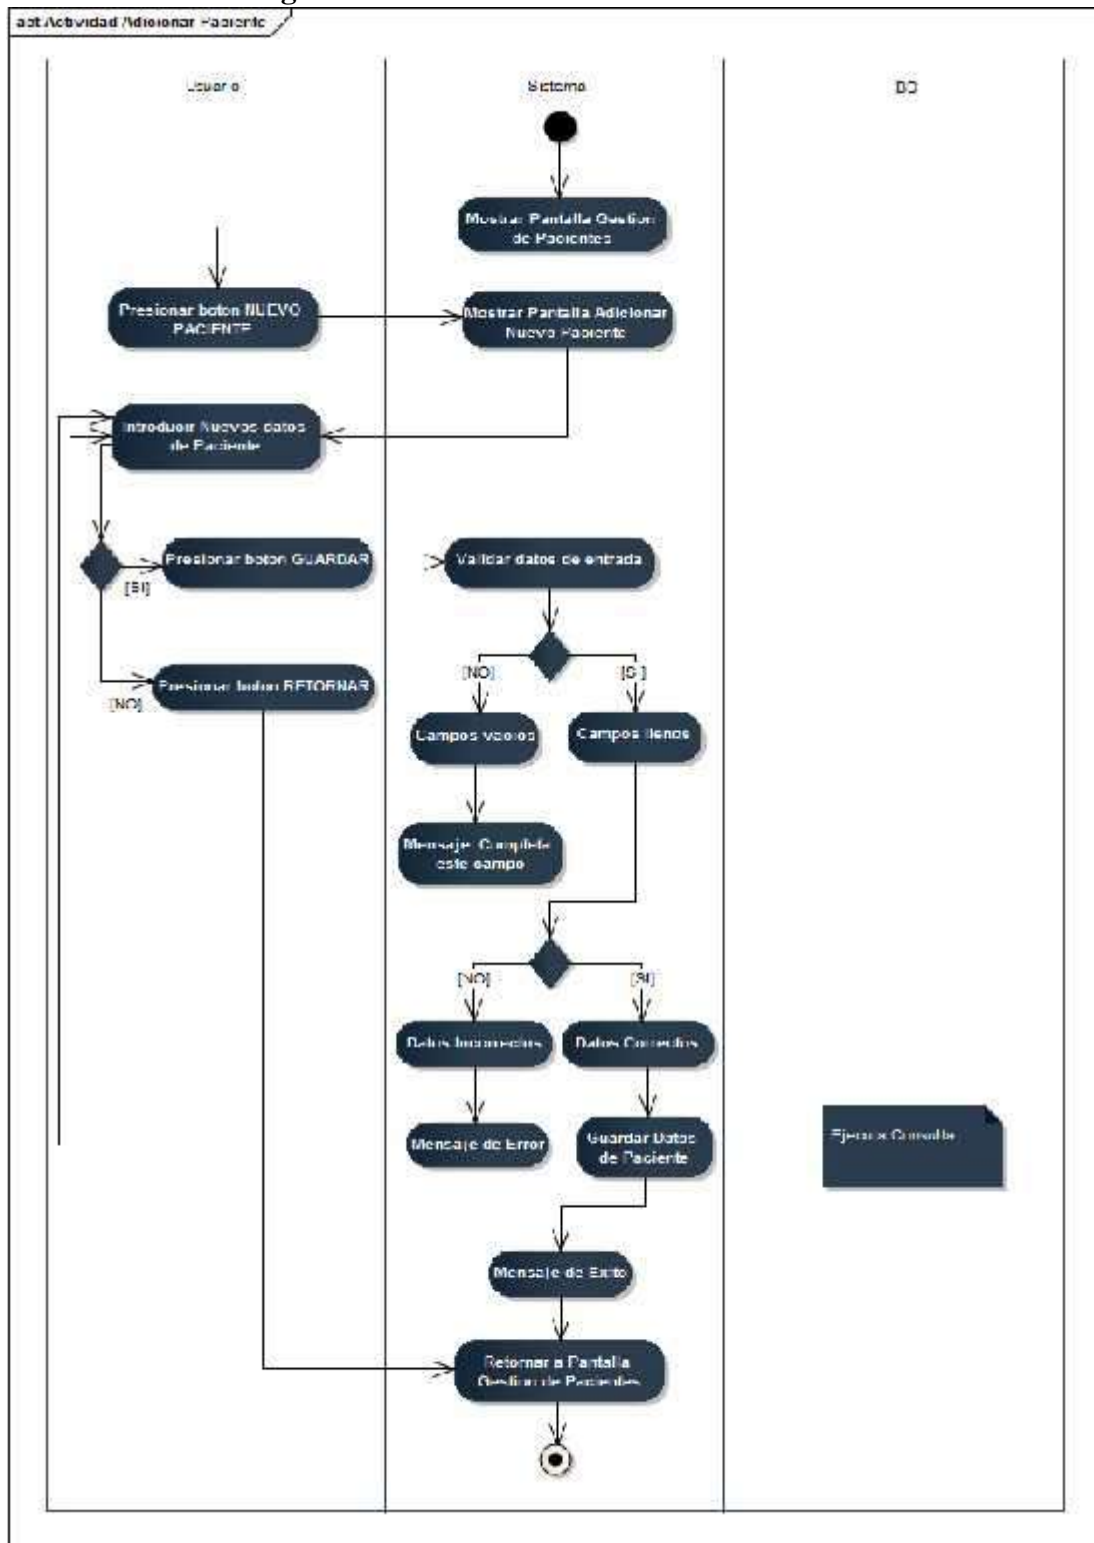 act Actividad Adicionar Paciente
Usuario
Sistema
BD
Mostrar Pantalla Gestion
de Pacientes
Presionar boton NUEVO
PACIENTE
Mostrar Pantalla Adicionar
Nuevo Paciente
Introducir Nuevos datos
de Paciente
Presionar boton GUARDAR
Validar datos de entrada
[SI]
[NO]
[SI]
Presionar boton RETORNAR
[NO]
Campos vacios
Campos llenos
Mensaje: Completa
este campo
[NO]
[SI]
Datos Incorrectos
Datos Correctos
Mensaje de Error
Guardar Datos
de Paciente
Ejecuta Consulta
Mensaje de Exito
Retornar a Pantalla
Gestion de Pacientes